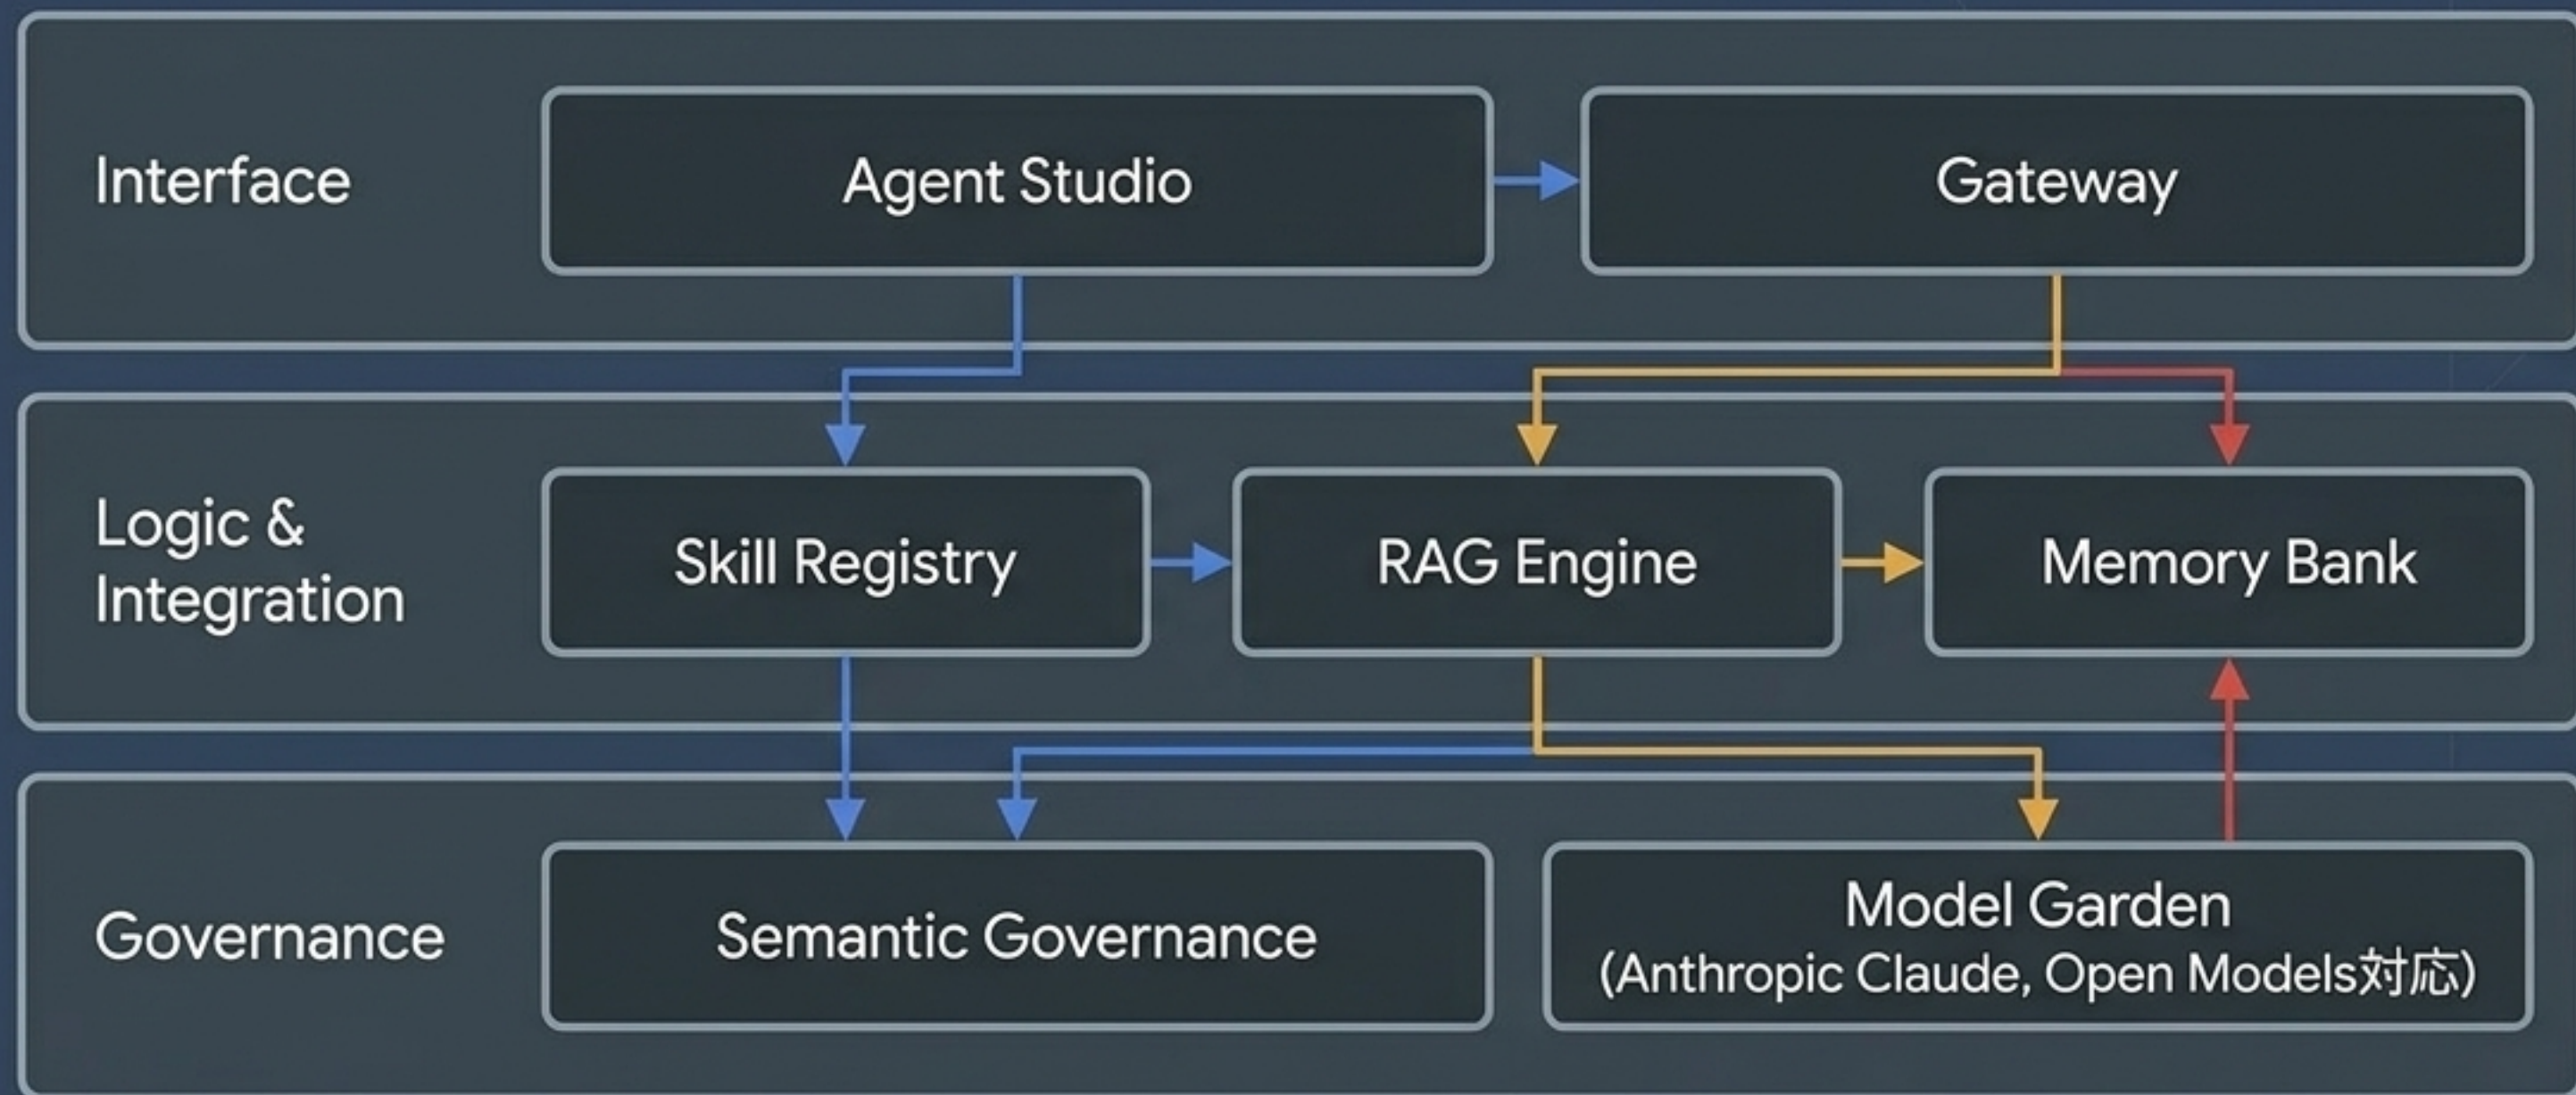 Interface
Agent Studio
Gateway
Logic &
Integration
Skill Registry
RAG Engine
Memory Bank
Governance
Semantic Governance
Model Garden
(Anthropic Claude, Open Models対応)